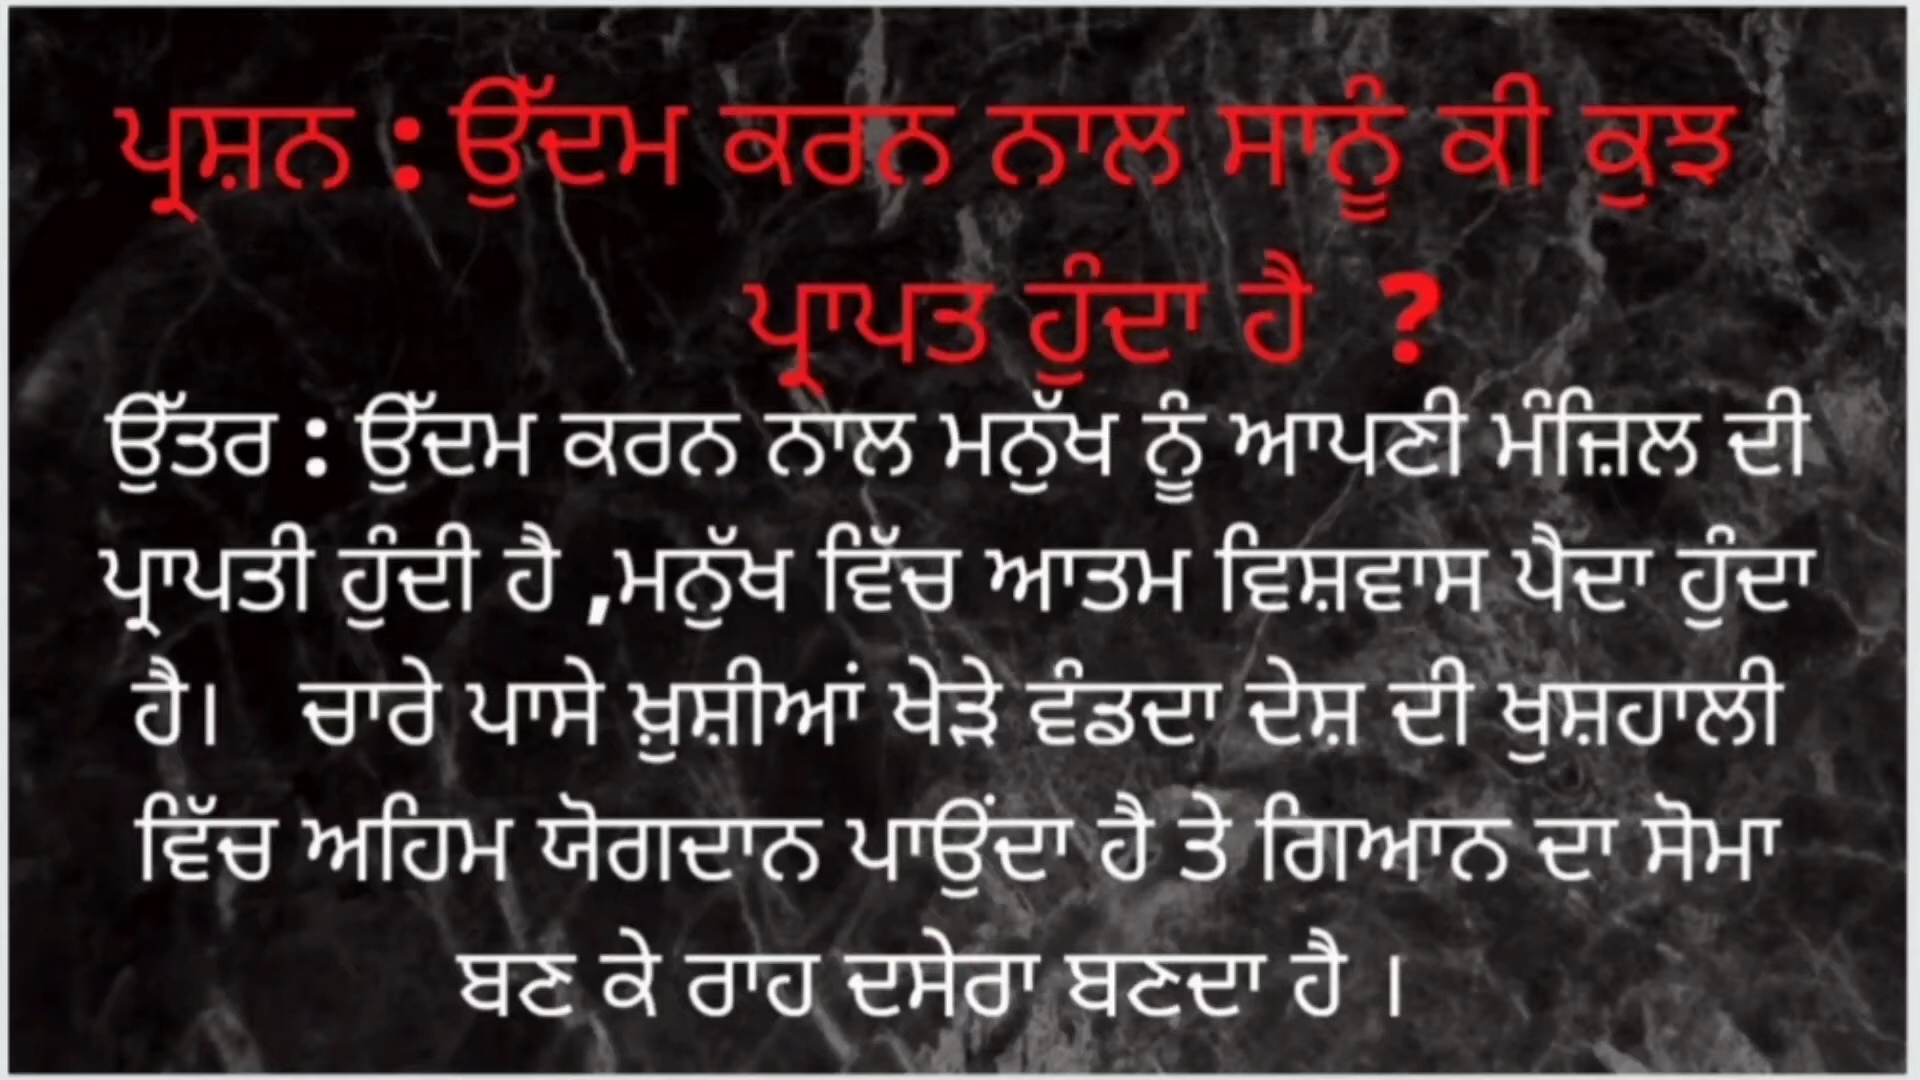 ਪ੍ਰਸ਼ਨ : ਉੱਦਮ ਕਰਨ ਨਾਲ ਸਾਨੂੰ ਕੀ ਕੁਝ
ਪ੍ਰਾਪਤ ਹੁੰਦਾ ਹੈ ?
ਉੱਤਰ : ਉੱਦਮ ਕਰਨ ਨਾਲ ਮਨੁੱਖ ਨੂੰ ਆਪਣੀ ਮੰਜ਼ਿਲ ਦੀ
ਪ੍ਰਾਪਤੀ ਹੁੰਦੀ ਹੈ ,ਮਨੁੱਖ ਵਿੱਚ ਆਤਮ ਵਿਸ਼ਵਾਸ ਪੈਦਾ ਹੁੰਦਾ
ਹੈ। ਚਾਰੇ ਪਾਸੇ ਖ਼ੁਸ਼ੀਆਂ ਖੇੜੇ ਵੰਡਦਾ ਦੇਸ਼ ਦੀ ਖੁਸ਼ਹਾਲੀ
ਵਿੱਚ ਅਹਿਮ ਯੋਗਦਾਨ ਪਾਉਂਦਾ ਹੈ ਤੇ ਗਿਆਨ ਦਾ ਸੋਮਾ
ਬਣ ਕੇ ਰਾਹ ਦਸੇਰਾ ਬਣਦਾ ਹੈ ।